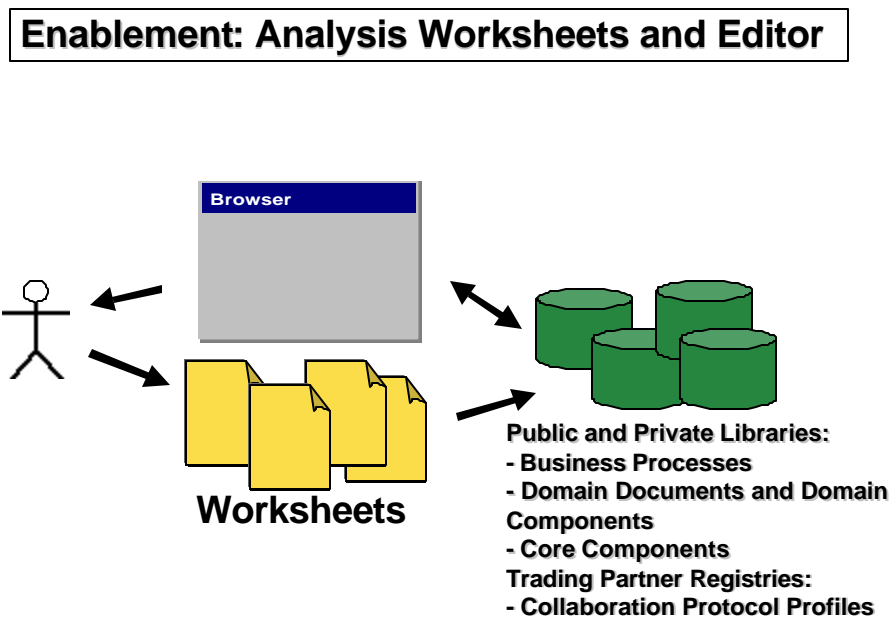 Enablement: Analysis Worksheets and Editor
Browser
Worksheets
Public and Private Libraries:
- Business Processes
- Domain Documents and Domain
Components
- Core Components
Trading Partner Registries:
- Collaboration Protocol Profiles